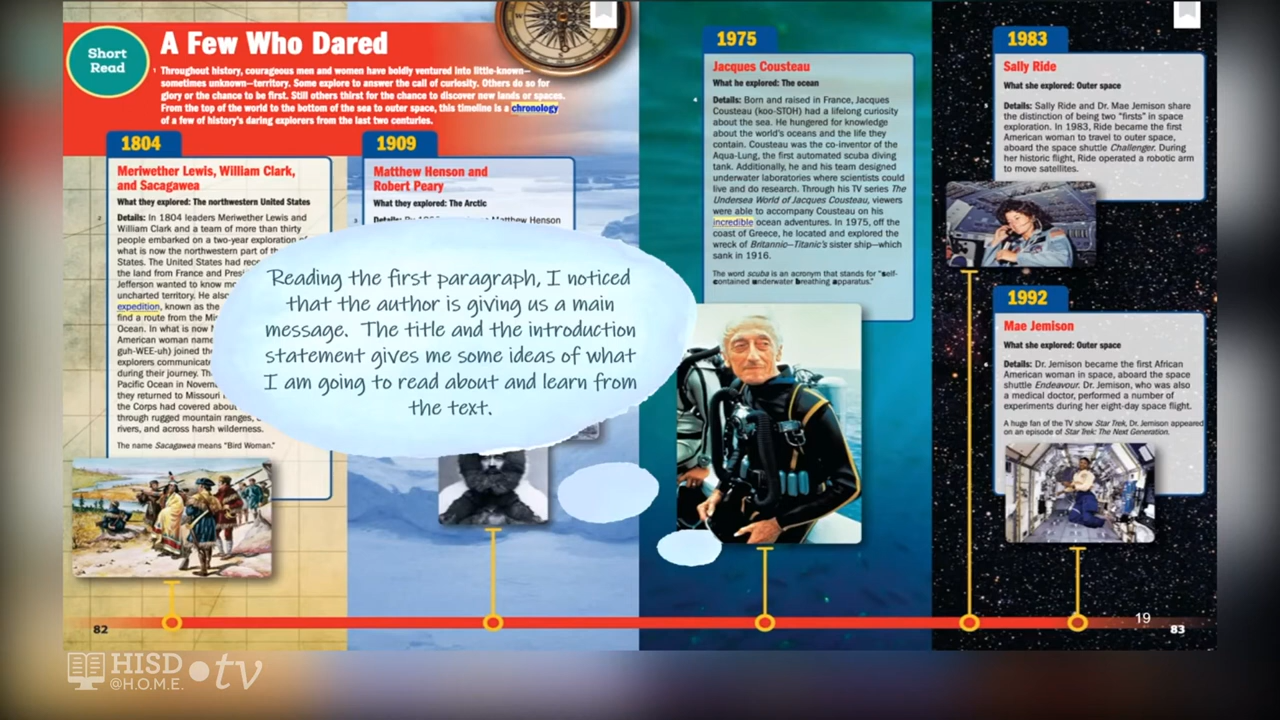 Short
Read
A Few Who Dared
1 Throughout history, courageous men and women have boldly ventured into little-known—
sometimes unknown—territory. Some explore to answer the call of curiosity. Others do so for
glory or the chance to be first. Still others thirst for the chance to discover new lands or spaces.
From the top of the world to the bottom of the sea to outer space, this timeline is a chronology
of a few of history's daring explorers from the last two centuries.
1804
Meriwether Lewis, William Clark,
and Sacagawea
What they explored: The northwestern United States
2 Details: In 1804 leaders Meriwether Lewis and
William Clark and a team of more than thirty
people embarked on a two-year exploration of
what is now the northwestern part of the
States. The United States had
the land from France and
Jefferson wanted to know
uncharted territory. He also
expedition, known as the
find a route from the
Ocean. In what is now
American woman
guh-WEE-uh) joined the
explorers
during their journey.
Pacific Ocean in
they returned to Missouri
the Corps had covered
through rugged mountain ranges,
rivers, and across harsh wilderness.
The name Sacagawea means "Bird Woman."
1909
Matthew Henson and
Robert Peary
What they explored: The Arctic
3 Details: Matthew Henson
Reading the first paragraph, I noticed
that the author is giving us a main
message. The title and the introduction
statement gives me some ideas of what
I am going to read about and learn from
the text.
1975
Jacques Cousteau
What he explored: The ocean
4 Details: Born and raised in France, Jacques
Cousteau (koo-STOH) had a lifelong curiosity
about the sea. He hungered for knowledge
about the world's oceans and the life they
contain. Cousteau was the co-inventor of the
Aqua-Lung, the first automated scuba diving
tank. Additionally, he and his team designed
underwater laboratories where scientists could
live and do research. Through his TV series The
Undersea World of Jacques Cousteau, viewers
were able to accompany Cousteau on his
incredible ocean adventures. In 1975, off the
coast of Greece, he located and explored the
wreck of Britannic—Titanic's sister ship—which
sank in 1916.
The word scuba is an acronym that stands for "self-
contained underwater breathing apparatus."
1983
Sally Ride
What she explored: Outer space
5 Details: Sally Ride and Dr. Mae Jemison share
the distinction of being two "firsts" in space
exploration. In 1983, Ride became the first
American woman to travel to outer space,
aboard the space shuttle Challenger. During
her historic flight, Ride operated a robotic arm
to move satellites.
1992
Mae Jemison
What she explored: Outer space
6 Details: Dr. Jemison became the first African
American woman in space, aboard the space
shuttle Endeavour. Dr. Jemison, who was also
a medical doctor, performed a number of
experiments during her eight-day space flight.
A huge fan of the TV show Star Trek, Dr. Jemison appeared
on an episode of Star Trek: The Next Generation.
82
19
83
HISD
@H.O.M.E.
tv